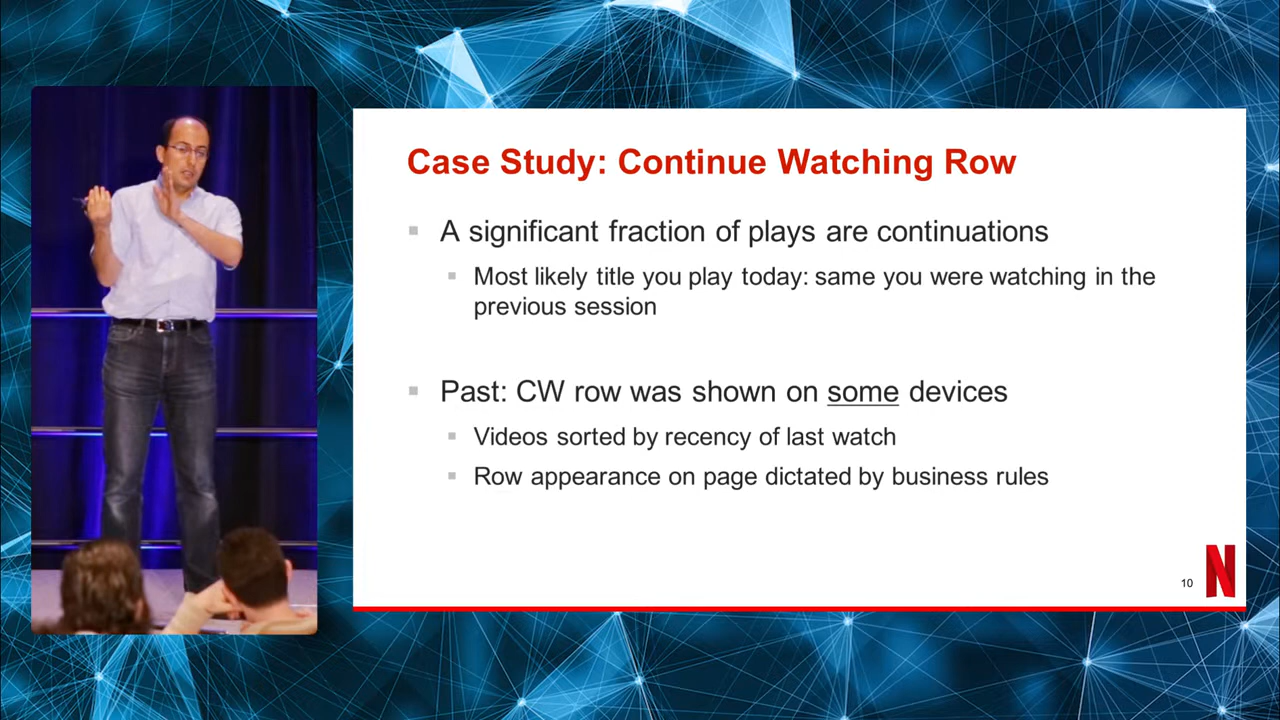 Case Study: Continue Watching Row
A significant fraction of plays are continuations
Most likely title you play today: same you were watching in the
previous session
Past: CW row was shown on some devices
Videos sorted by recency of last watch
Row appearance on page dictated by business rules
10
N